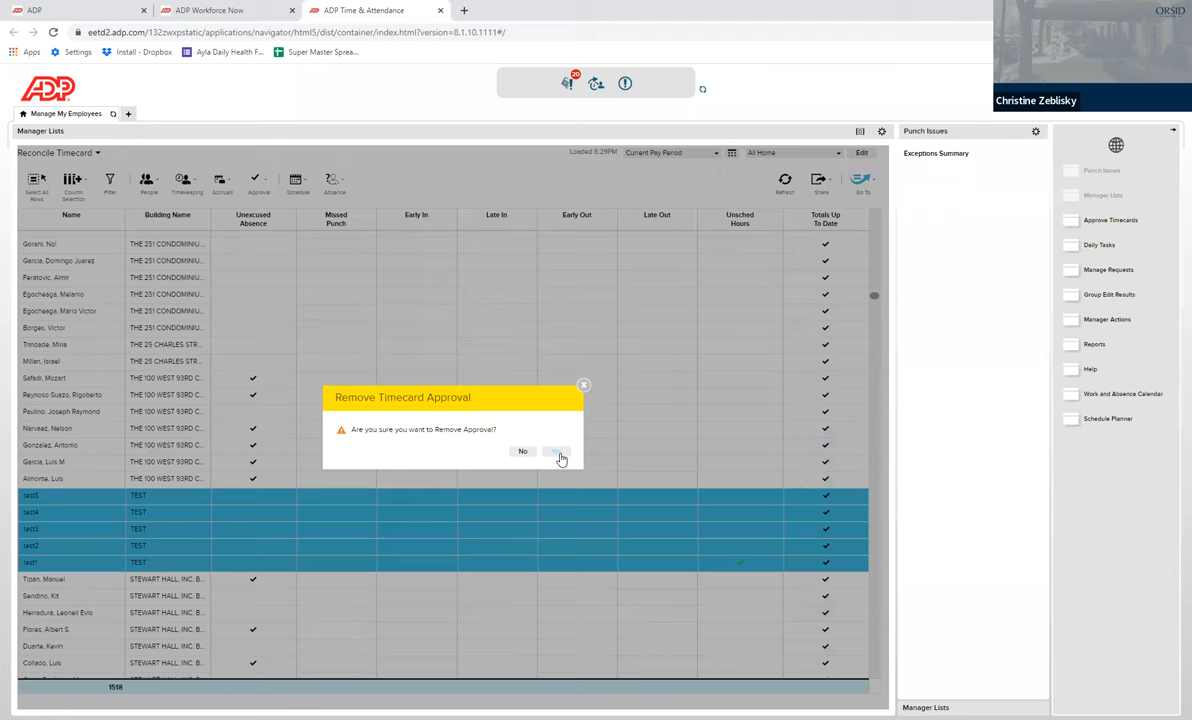 ADP
ADP Workforce Now
ADP Time & Attendance
eetd2.adp.com/132zwxpstatic/applications/navigator/html5/dist/container/index.html?version=8.1.10.1111#/
Apps
Settings
Install - Dropbox
Ayla Daily Health F...
Super Master Sprea...
ORSID
Christine Zeblisky
ADP
20
Manage My Employees
Manager Lists
Punch Issues
Reconcile Timecard
Loaded 8:29PM
Current Pay Period
All Home
Edit
Exceptions Summary
Select All Rows
Column Selection
Filter
People
Timekeeping
Accruals
Approval
Schedule
Absence
Refresh
Share
Go To
Name
Building Name
Unexcused Absence
Missed Punch
Early In
Late In
Early Out
Late Out
Unsched Hours
Totals Up To Date
Gorani, Nol THE 251 CONDOMINIU...
Garcia, Domingo Juarez THE 251 CONDOMINIU...
Feratovic, Almir THE 251 CONDOMINIU...
Egocheaga, Melanio THE 251 CONDOMINIU...
Egocheaga, Mario Victor THE 251 CONDOMINIU...
Borges, Victor THE 251 CONDOMINIU...
Trindade, Miria THE 25 CHARLES STR...
Millan, Israel THE 25 CHARLES STR...
Safadi, Mozart THE 100 WEST 93RD C...
Reynoso Suazo, Rigoberto THE 100 WEST 93RD C...
Paulino, Joseph Raymond THE 100 WEST 93RD C...
Narvaez, Nelson THE 100 WEST 93RD C...
Gonzalez, Antonio THE 100 WEST 93RD C...
Garcia, Luis M THE 100 WEST 93RD C...
Almonte, Luis THE 100 WEST 93RD C...
test5 TEST
test4 TEST
test3 TEST
test2 TEST
test1 TEST
Tipan, Manuel STEWART HALL, INC. B...
Sendino, Kit STEWART HALL, INC. B...
Herradura, Leoneil Evio STEWART HALL, INC. B...
Flores, Albert S. STEWART HALL, INC. B...
Duarte, Kevin STEWART HALL, INC. B...
Collado, Luis STEWART HALL, INC. B...
1518
Remove Timecard Approval
X
Are you sure you want to Remove Approval?
No
Yes
Punch Issues
Manager Lists
Approve Timecards
Daily Tasks
Manage Requests
Group Edit Results
Manager Actions
Reports
Help
Work and Absence Calendar
Schedule Planner
Manager Lists